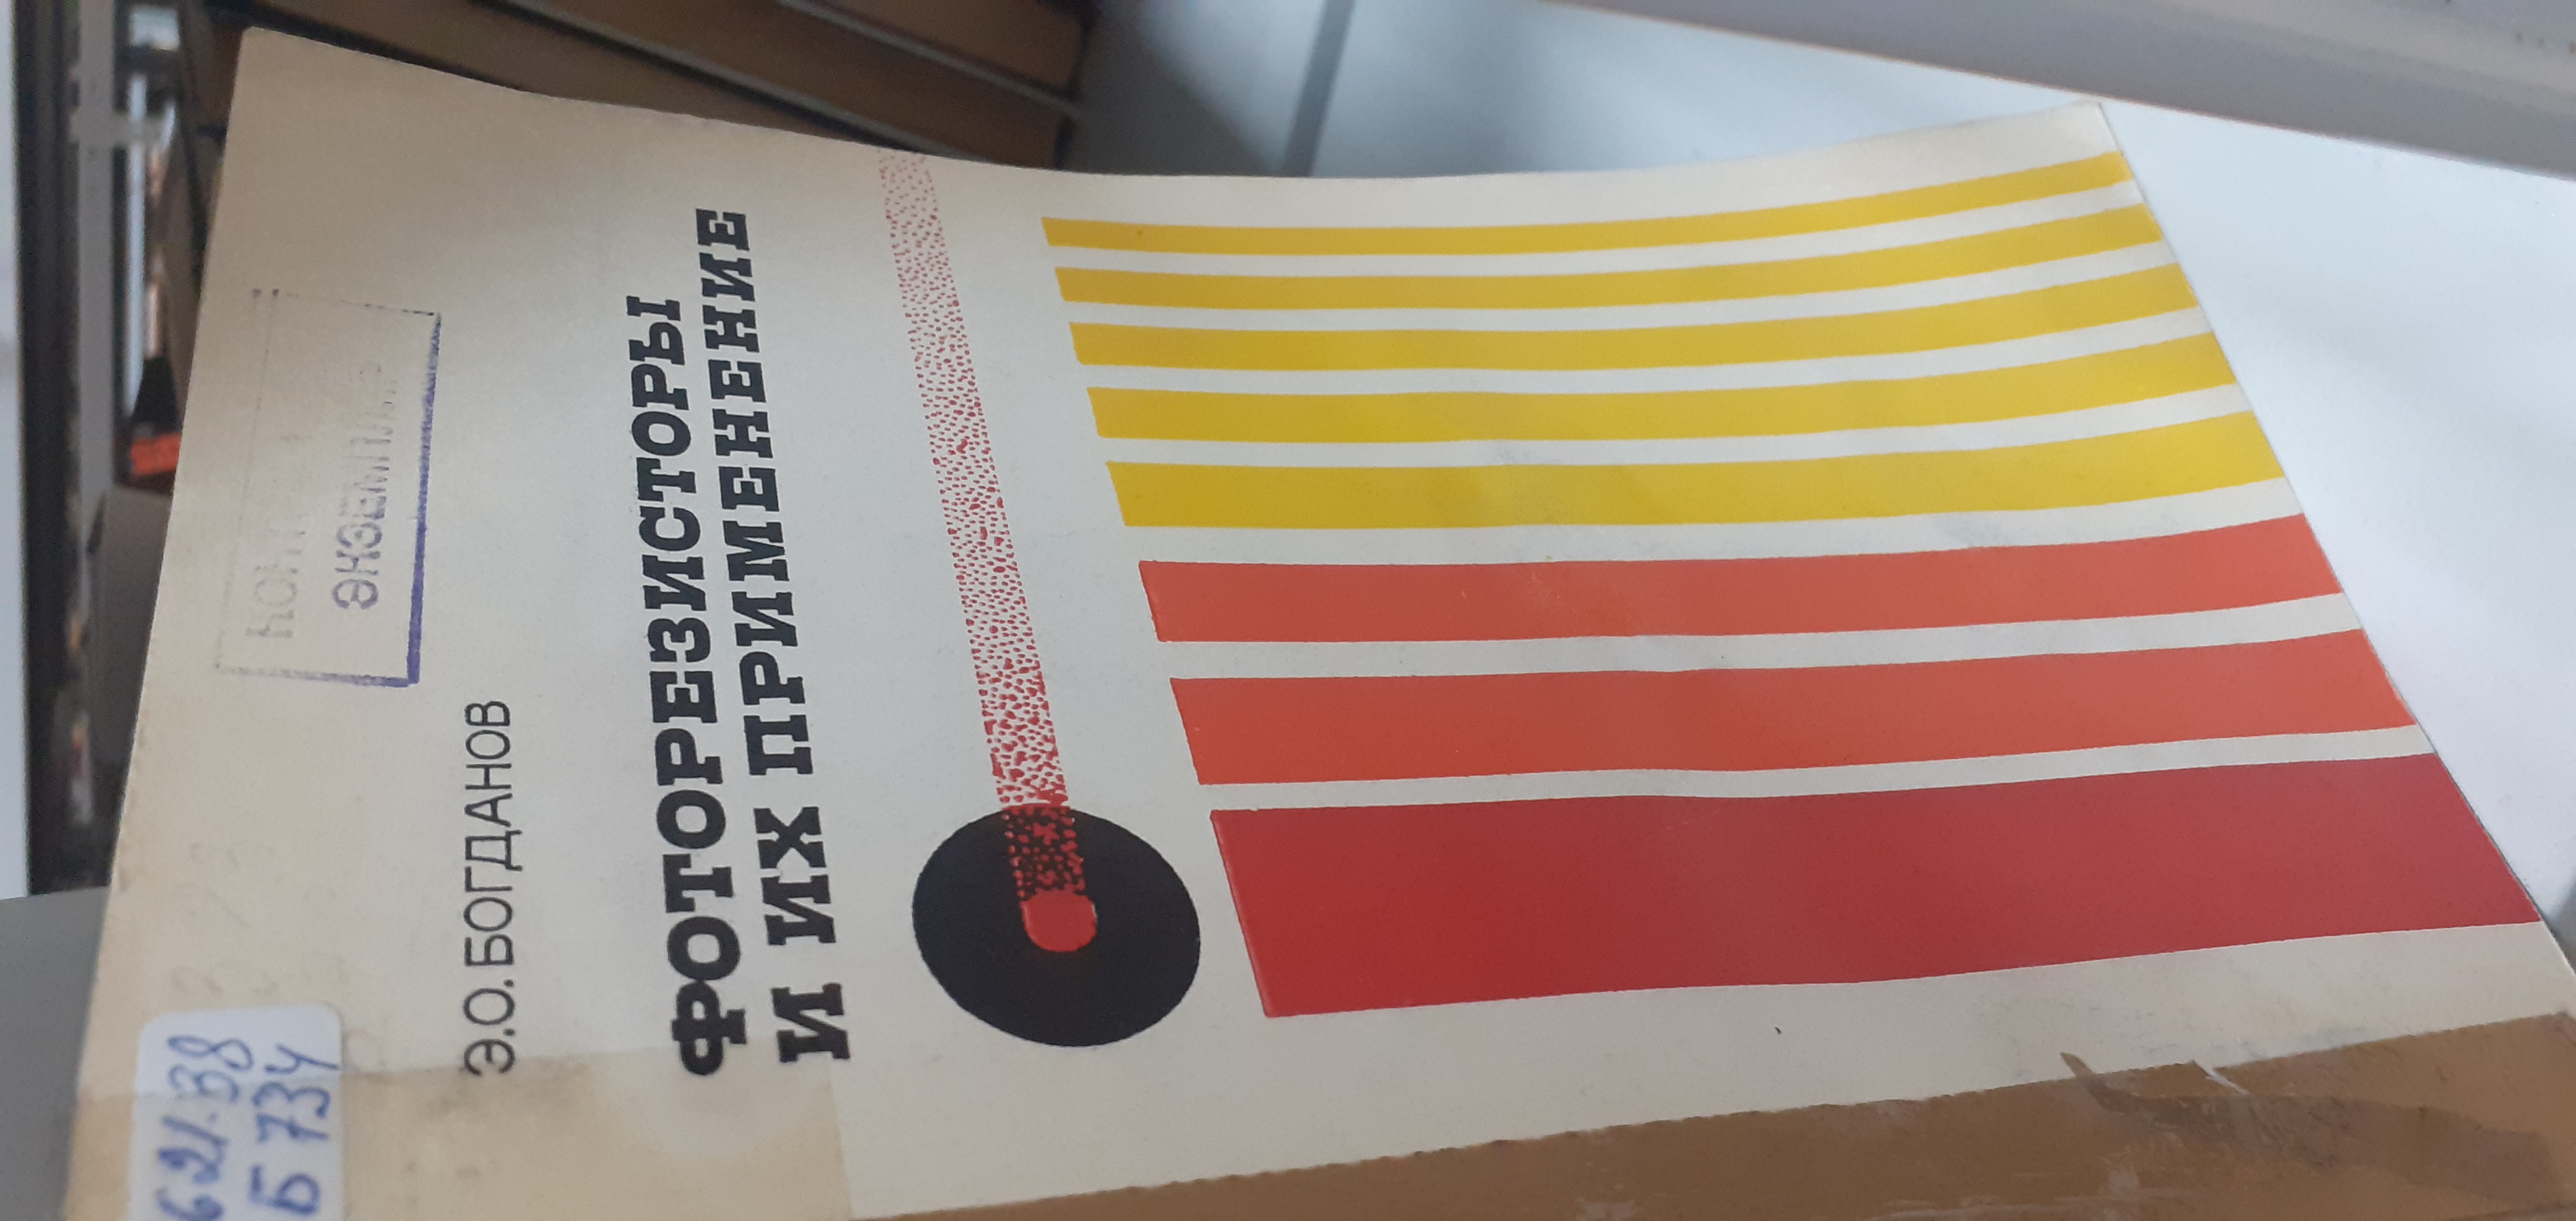 ЭКЗЕМПЛЯР
Э.О.БОГДАНОВ
ФОТОРЕЗИСТОРЫ
И ИХ ПРИМЕНЕНИЕ
621.38
Б 734